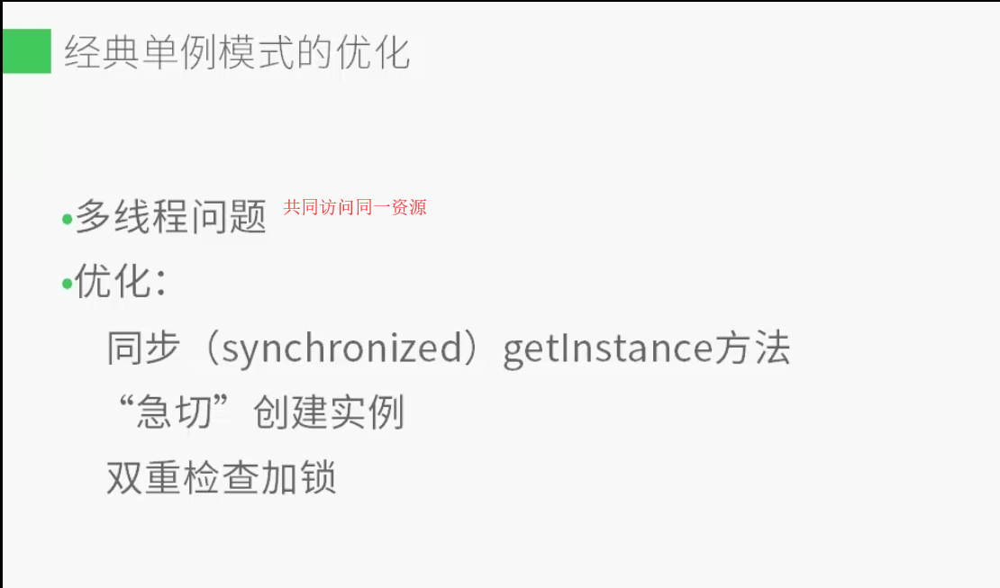 经典单例模式的优化
•多线程问题 共同访问同一资源
•优化：
同步（synchronized）getInstance方法
“急切”创建实例
双重检查加锁